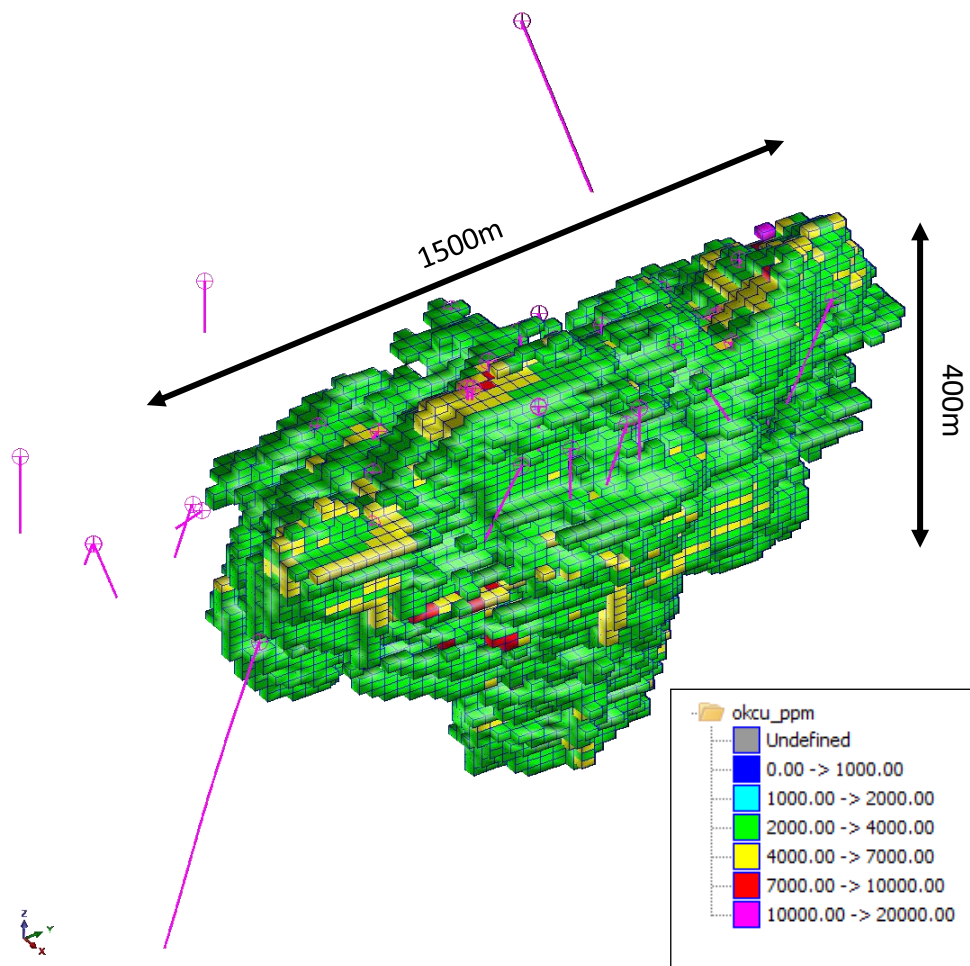 1500m
400m
okcu_ppm
Undefined
0.00 -> 1000.00
1000.00 -> 2000.00
2000.00 -> 4000.00
4000.00 -> 7000.00
7000.00 -> 10000.00
10000.00 -> 20000.00
Z
Y
X